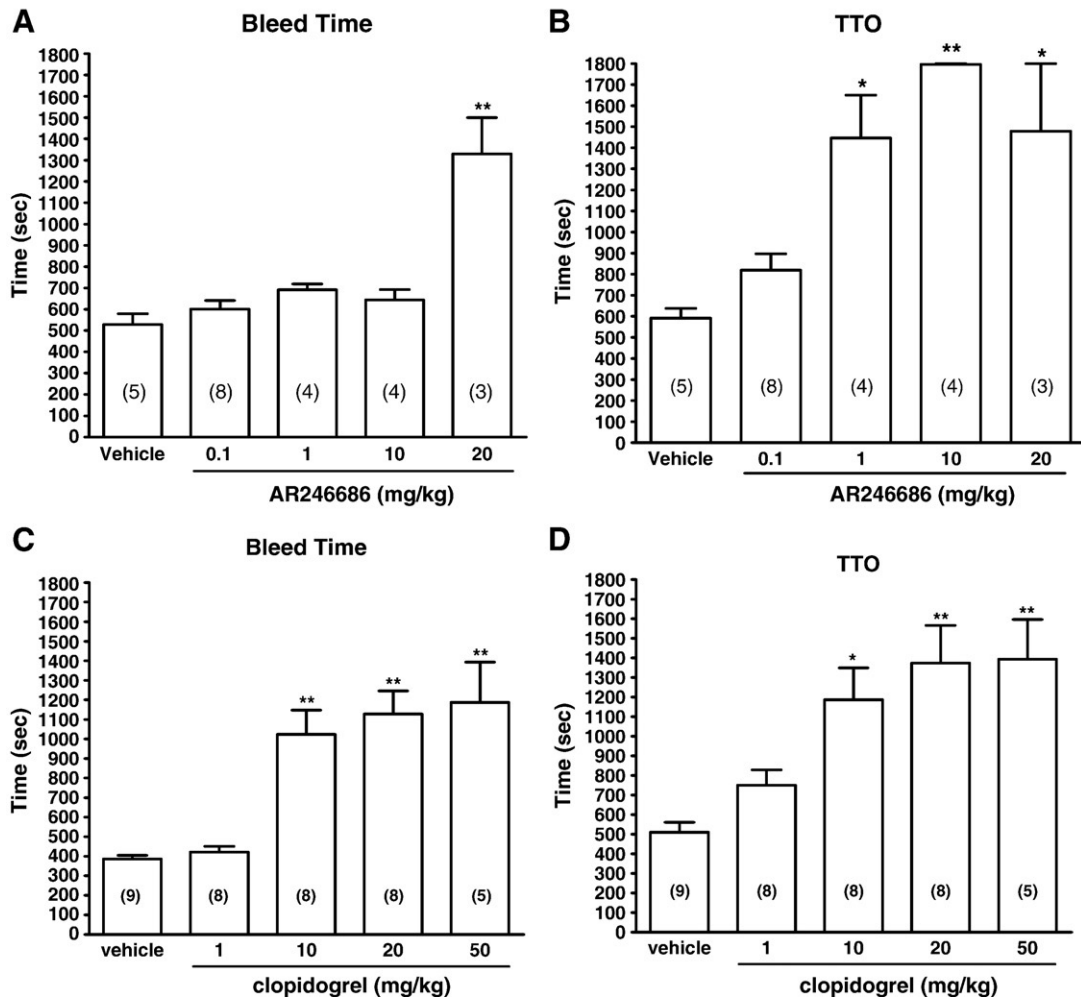 A
Bleed Time
Time (sec)
1800
1700
1600
1500
1400
1300
1200
1100
1000
900
800
700
600
500
400
300
200
100
0
**
(5) (8) (4) (4) (3)
Vehicle 0.1 1 10 20
AR246686 (mg/kg)
B
TTO
Time (sec)
1800
1700
1600
1500
1400
1300
1200
1100
1000
900
800
700
600
500
400
300
200
100
0
* ** *
(5) (8) (4) (4) (3)
Vehicle 0.1 1 10 20
AR246686 (mg/kg)
C
Bleed Time
Time (sec)
1800
1700
1600
1500
1400
1300
1200
1100
1000
900
800
700
600
500
400
300
200
100
0
** ** **
(9) (8) (8) (8) (5)
vehicle 1 10 20 50
clopidogrel (mg/kg)
D
TTO
Time (sec)
1800
1700
1600
1500
1400
1300
1200
1100
1000
900
800
700
600
500
400
300
200
100
0
* ** **
(9) (8) (8) (8) (5)
vehicle 1 10 20 50
clopidogrel (mg/kg)